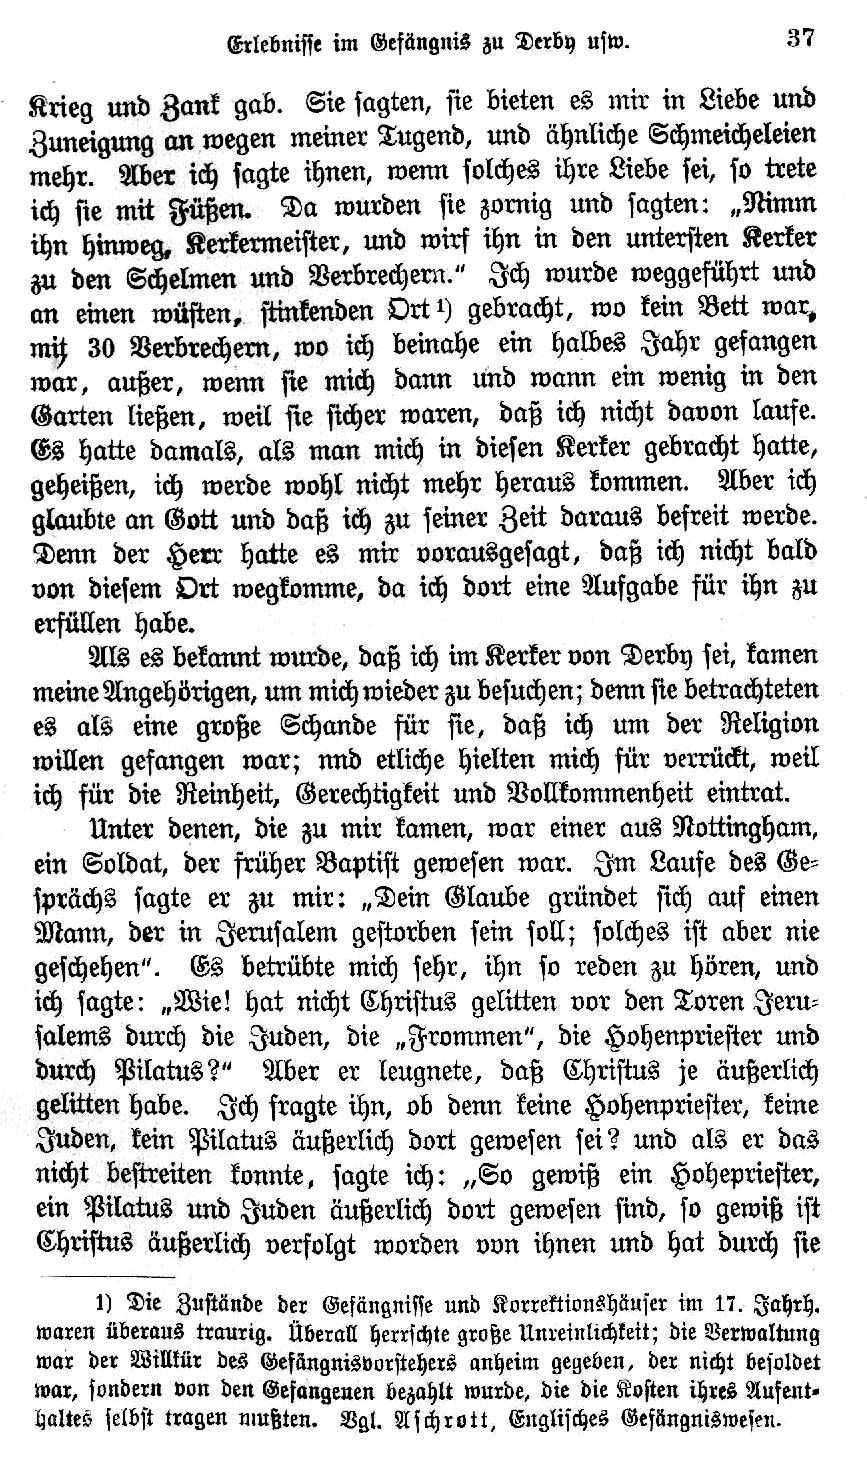 Erlebnisse im Gefängnis zu Derby usw. 37
Krieg und Zank gab. Sie sagten, sie bieten es mir in Liebe und
Zuneigung an wegen meiner Tugend, und ähnliche Schmeicheleien
mehr. Aber ich sagte ihnen, wenn solches ihre Liebe sei, so trete
ich sie mit Füßen. Da wurden sie zornig und sagten: „Nimm
ihn hinweg, Kerkermeister, und wirf ihn in den untersten Kerker
zu den Schelmen und Verbrechern.“ Ich wurde weggeführt und
an einen wüsten, stinkenden Ort¹) gebracht, wo kein Bett war,
mit 30 Verbrechern, wo ich beinahe ein halbes Jahr gefangen
war, außer, wenn sie mich dann und wann ein wenig in den
Garten ließen, weil sie sicher waren, daß ich nicht davon laufe.
Es hatte damals, als man mich in diesen Kerker gebracht hatte,
geheißen, ich werde wohl nicht mehr heraus kommen. Aber ich
glaubte an Gott und daß ich zu seiner Zeit daraus befreit werde.
Denn der Herr hatte es mir vorausgesagt, daß ich nicht bald
von diesem Ort wegkomme, da ich dort eine Aufgabe für ihn zu
erfüllen habe.
Als es bekannt wurde, daß ich im Kerker von Derby sei, kamen
meine Angehörigen, um mich wieder zu besuchen; denn sie betrachteten
es als eine große Schande für sie, daß ich um der Religion
willen gefangen war; nnd etliche hielten mich für verrückt, weil
ich für die Reinheit, Gerechtigkeit und Vollkommenheit eintrat.
Unter denen, die zu mir kamen, war einer aus Nottingham,
ein Soldat, der früher Baptist gewesen war. Im Laufe des Ge-
sprächs sagte er zu mir: „Dein Glaube gründet sich auf einen
Mann, der in Jerusalem gestorben sein soll; solches ist aber nie
geschehen“. Es betrübte mich sehr, ihn so reden zu hören, und
ich sagte: „Wie! hat nicht Christus gelitten vor den Toren Jeru-
salems durch die Juden, die „Frommen“, die Hohenpriester und
durch Pilatus?“ Aber er leugnete, daß Christus je äußerlich
gelitten habe. Ich fragte ihn, ob denn keine Hohenpriester, keine
Juden, kein Pilatus äußerlich dort gewesen sei? und als er das
nicht bestreiten konnte, sagte ich: „So gewiß ein Hohepriester,
ein Pilatus und Juden äußerlich dort gewesen sind, so gewiß ist
Christus äußerlich verfolgt worden von ihnen und hat durch sie
1) Die Zustände der Gefängnisse und Korrektionshäuser im 17. Jahrh.
waren überaus traurig. Überall herrschte große Unreinlichkeit; die Verwaltung
war der Willkür des Gefängnisvorstehers anheim gegeben, der nicht besoldet
war, sondern von den Gefangenen bezahlt wurde, die die Kosten ihres Aufent-
haltes selbst tragen mußten. Vgl. Aschrott, Englisches Gefängniswesen.